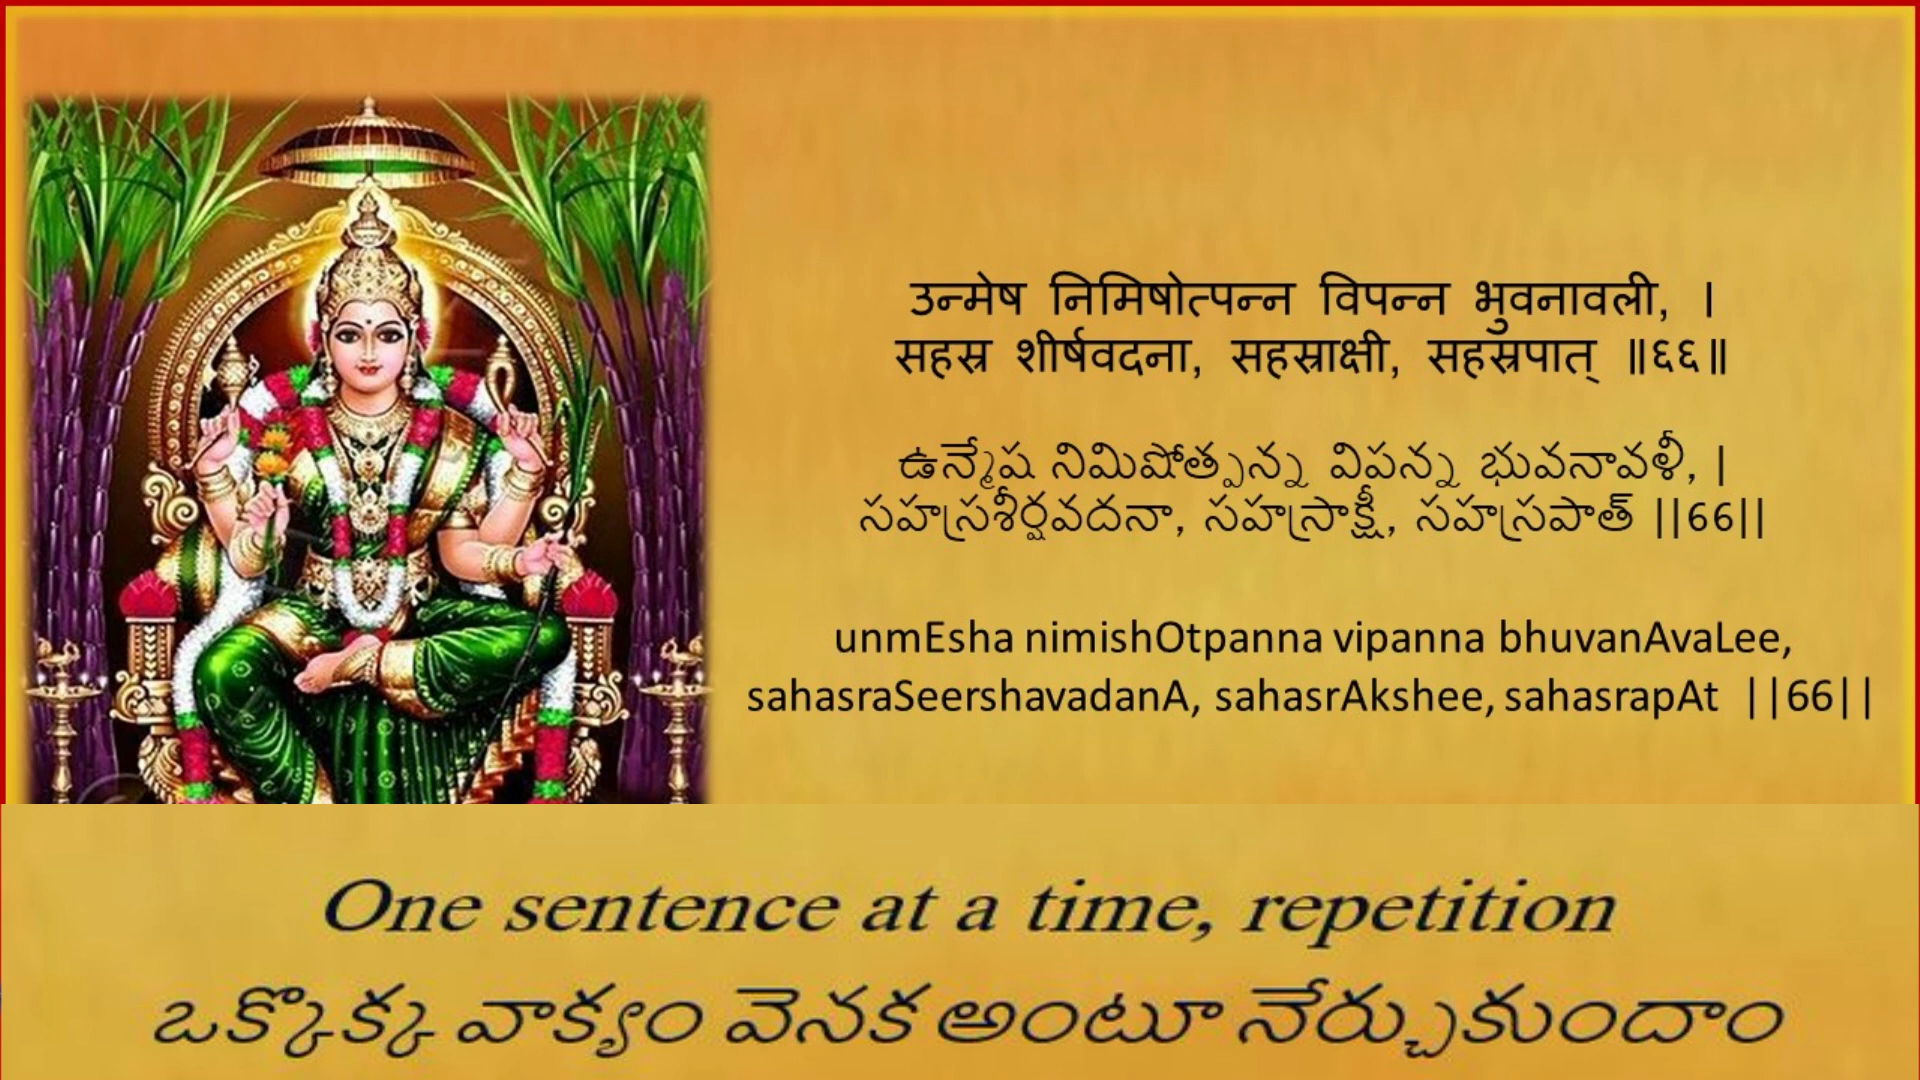 उन्मेष निमिषोत्पन्न विपन्न भुवनावली, ।
सहस्र शीर्षवदना, सहस्राक्षी, सहस्रपात् ॥६६॥
ఉన్మేష నిమిషోత్పన్న విపన్న భువనావళీ, |
సహస్రశీర్షవదనా, సహస్రాక్షీ, సహస్రపాత్ ||66||
unmEsha nimishOtpanna vipanna bhuvanAvaLee,
sahasraSeershavadanA, sahasrAkshee, sahasrapAt ||66||
One sentence at a time, repetition
ఒక్కొక్క వాక్యం వెనక అంటూ నేర్చుకుందాం